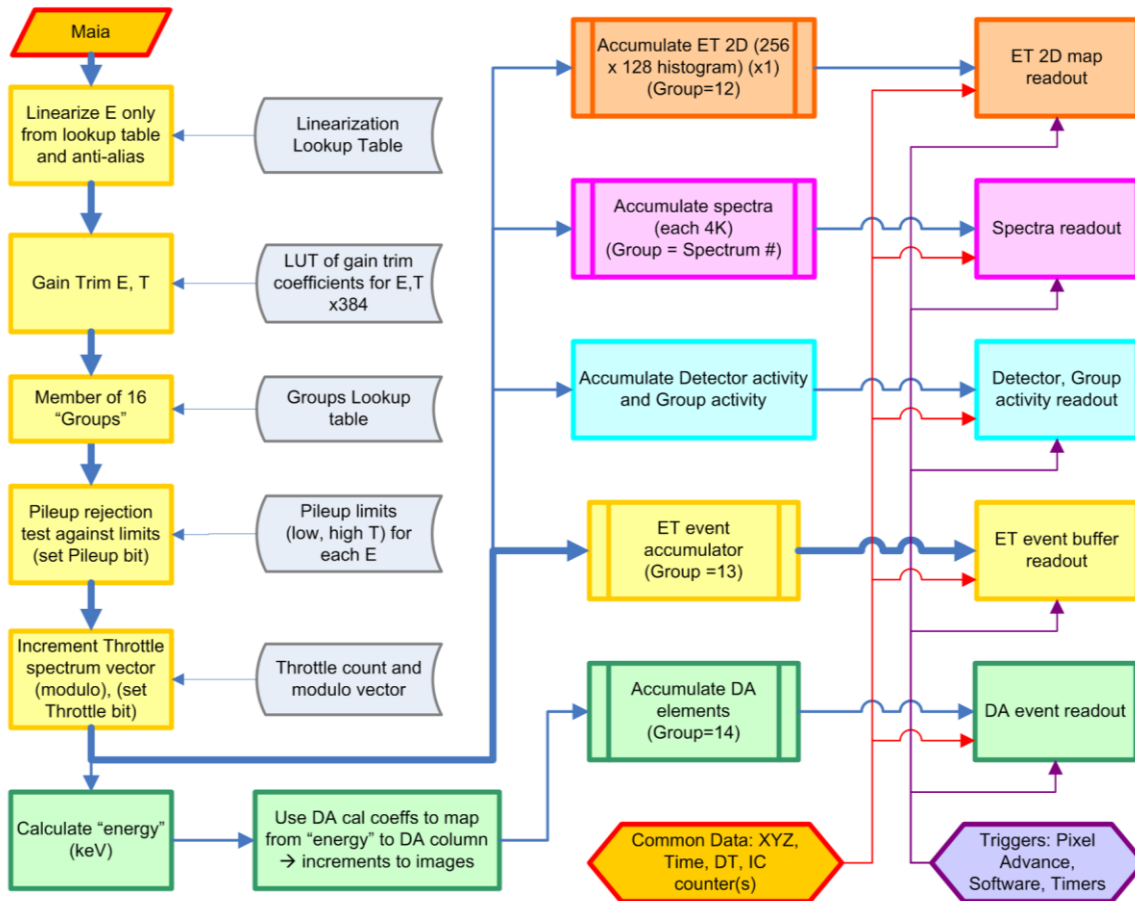 Maia
Linearize E only
from lookup table
and anti-alias
Linearization
Lookup Table
Gain Trim E, T
LUT of gain trim
coefficients for E,T
x384
Member of 16
“Groups”
Groups Lookup
table
Pileup rejection
test against limits
(set Pileup bit)
Pileup limits
(low, high T) for
each E
Increment Throttle
spectrum vector
(modulo), (set
Throttle bit)
Throttle count and
modulo vector
Calculate “energy”
(keV)
Use DA cal coeffs to map
from “energy” to DA column
→ increments to images
Accumulate ET 2D (256
x 128 histogram) (x1)
(Group=12)
ET 2D map
readout
Accumulate spectra
(each 4K)
(Group = Spectrum #)
Spectra readout
Accumulate Detector activity
and Group activity
Detector, Group
activity readout
ET event
accumulator
(Group =13)
ET event buffer
readout
Accumulate DA
elements
(Group=14)
DA event readout
Common Data: XYZ,
Time, DT, IC
counter(s)
Triggers: Pixel
Advance,
Software, Timers